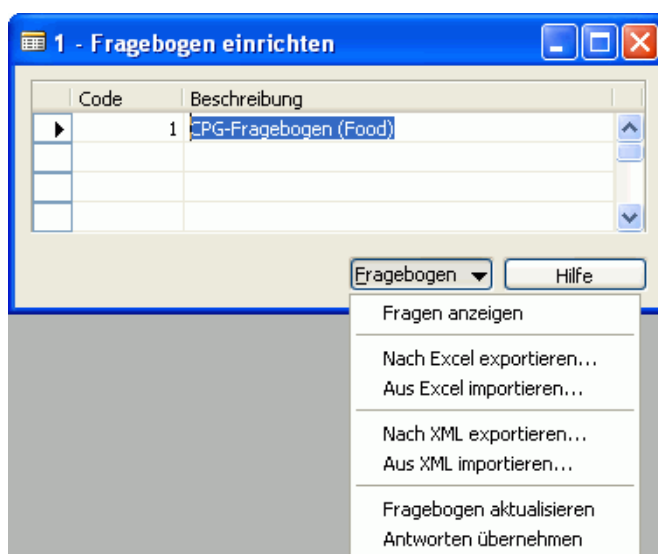 1 - Fragebogen einrichten
Code Beschreibung
1 CPG-Fragebogen (Food)
Fragebogen Hilfe
Fragen anzeigen
Nach Excel exportieren...
Aus Excel importieren...
Nach XML exportieren...
Aus XML importieren...
Fragebogen aktualisieren
Antworten übernehmen